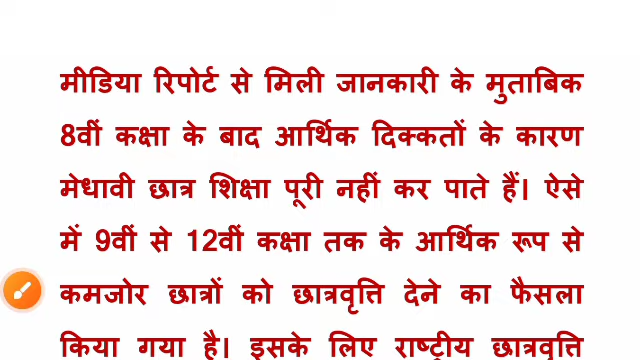 मीडिया रिपोर्ट से मिली जानकारी के मुताबिक
8वीं कक्षा के बाद आर्थिक दिक्कतों के कारण
मेधावी छात्र शिक्षा पूरी नहीं कर पाते हैं। ऐसे
में 9वीं से 12वीं कक्षा तक के आर्थिक रूप से
कमजोर छात्रों को छात्रवृत्ति देने का फैसला
किया गया है। इसके लिए राष्ट्रीय छात्रवृत्ति